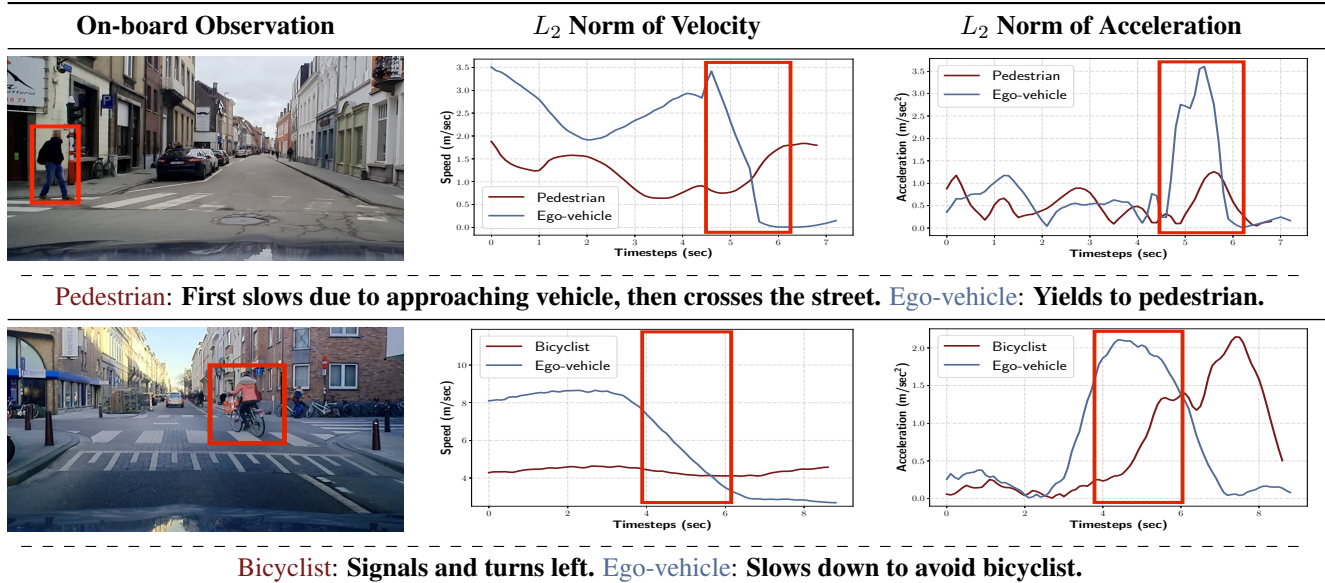 On-board Observation
L₂ Norm of Velocity
L₂ Norm of Acceleration
8.73
P
3.5
3.0
2.5
2.0
1.5
1.0
0.5
0.0
Speed (m/sec)
Pedestrian
Ego-vehicle
0 1 2 3 4 5 6 7
Timesteps (sec)
3.5
3.0
2.5
2.0
1.5
1.0
0.5
0.0
Acceleration (m/sec²)
Pedestrian
Ego-vehicle
0 1 2 3 4 5 6 7
Timesteps (sec)
Pedestrian: First slows due to approaching vehicle, then crosses the street. Ego-vehicle: Yields to pedestrian.
10
8
6
4
Speed (m/sec)
Bicyclist
Ego-vehicle
0 2 4 6 8
Timesteps (sec)
2.0
1.5
1.0
0.5
0.0
Acceleration (m/sec²)
Bicyclist
Ego-vehicle
0 2 4 6 8
Timesteps (sec)
Bicyclist: Signals and turns left. Ego-vehicle: Slows down to avoid bicyclist.